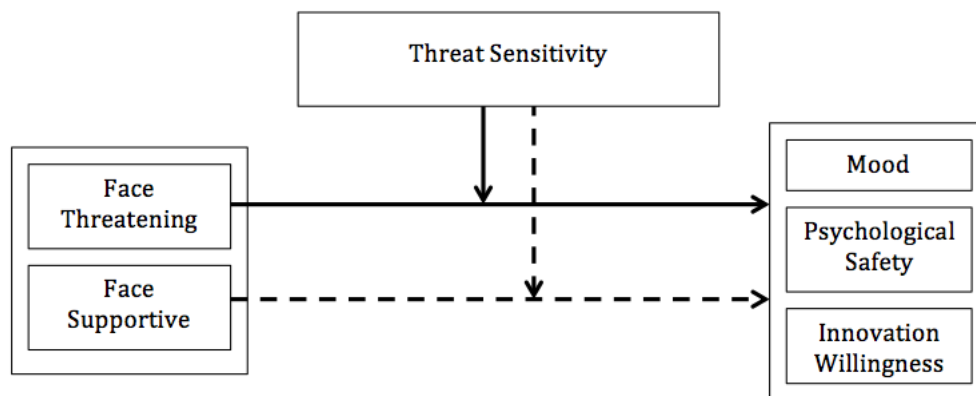 Threat Sensitivity
Face
Threatening
Face
Supportive
Mood
Psychological
Safety
Innovation
Willingness